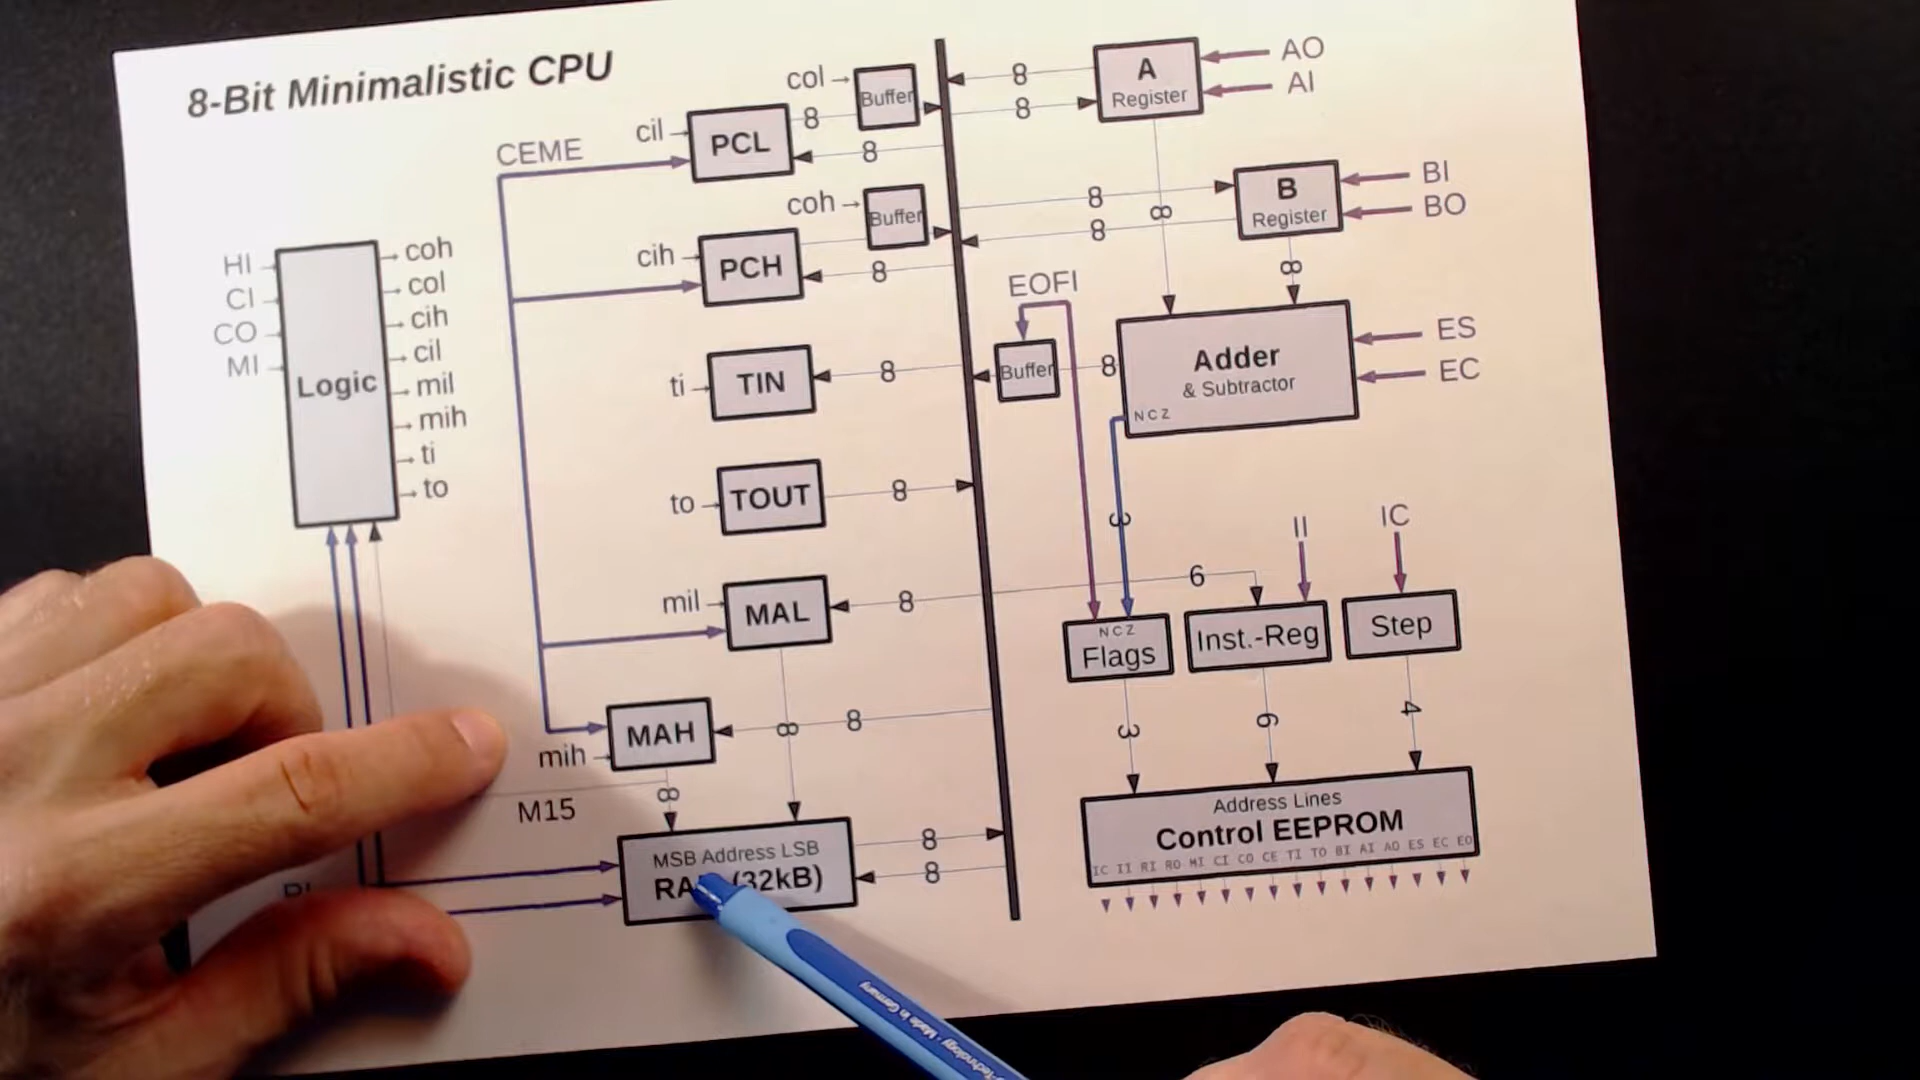 8-Bit Minimalistic CPU
HI
CI
CO
MI
Logic
coh
col
cih
cil
mil
mih
ti
to
CEME
cil
PCL
8
col
Buffer
8
cih
PCH
coh
Buffer
8
ti
TIN
8
to
TOUT
8
mil
MAL
8
8
mih
MAH
8
8
M15
MSB Address LSB
(32kB)
8
8
8
8
A
Register
AO
AI
8
8
8
B
Register
BI
BO
8
8
EOFI
Buffer
8
Adder
& Subtractor
N C Z
ES
EC
3
6
II
IC
N C Z
Flags
Inst.-Reg
Step
3
6
4
Address Lines
Control EEPROM
IC II RI RO MI CI CO CE TI TO BI AI AO ES EC EO
Made in Germany